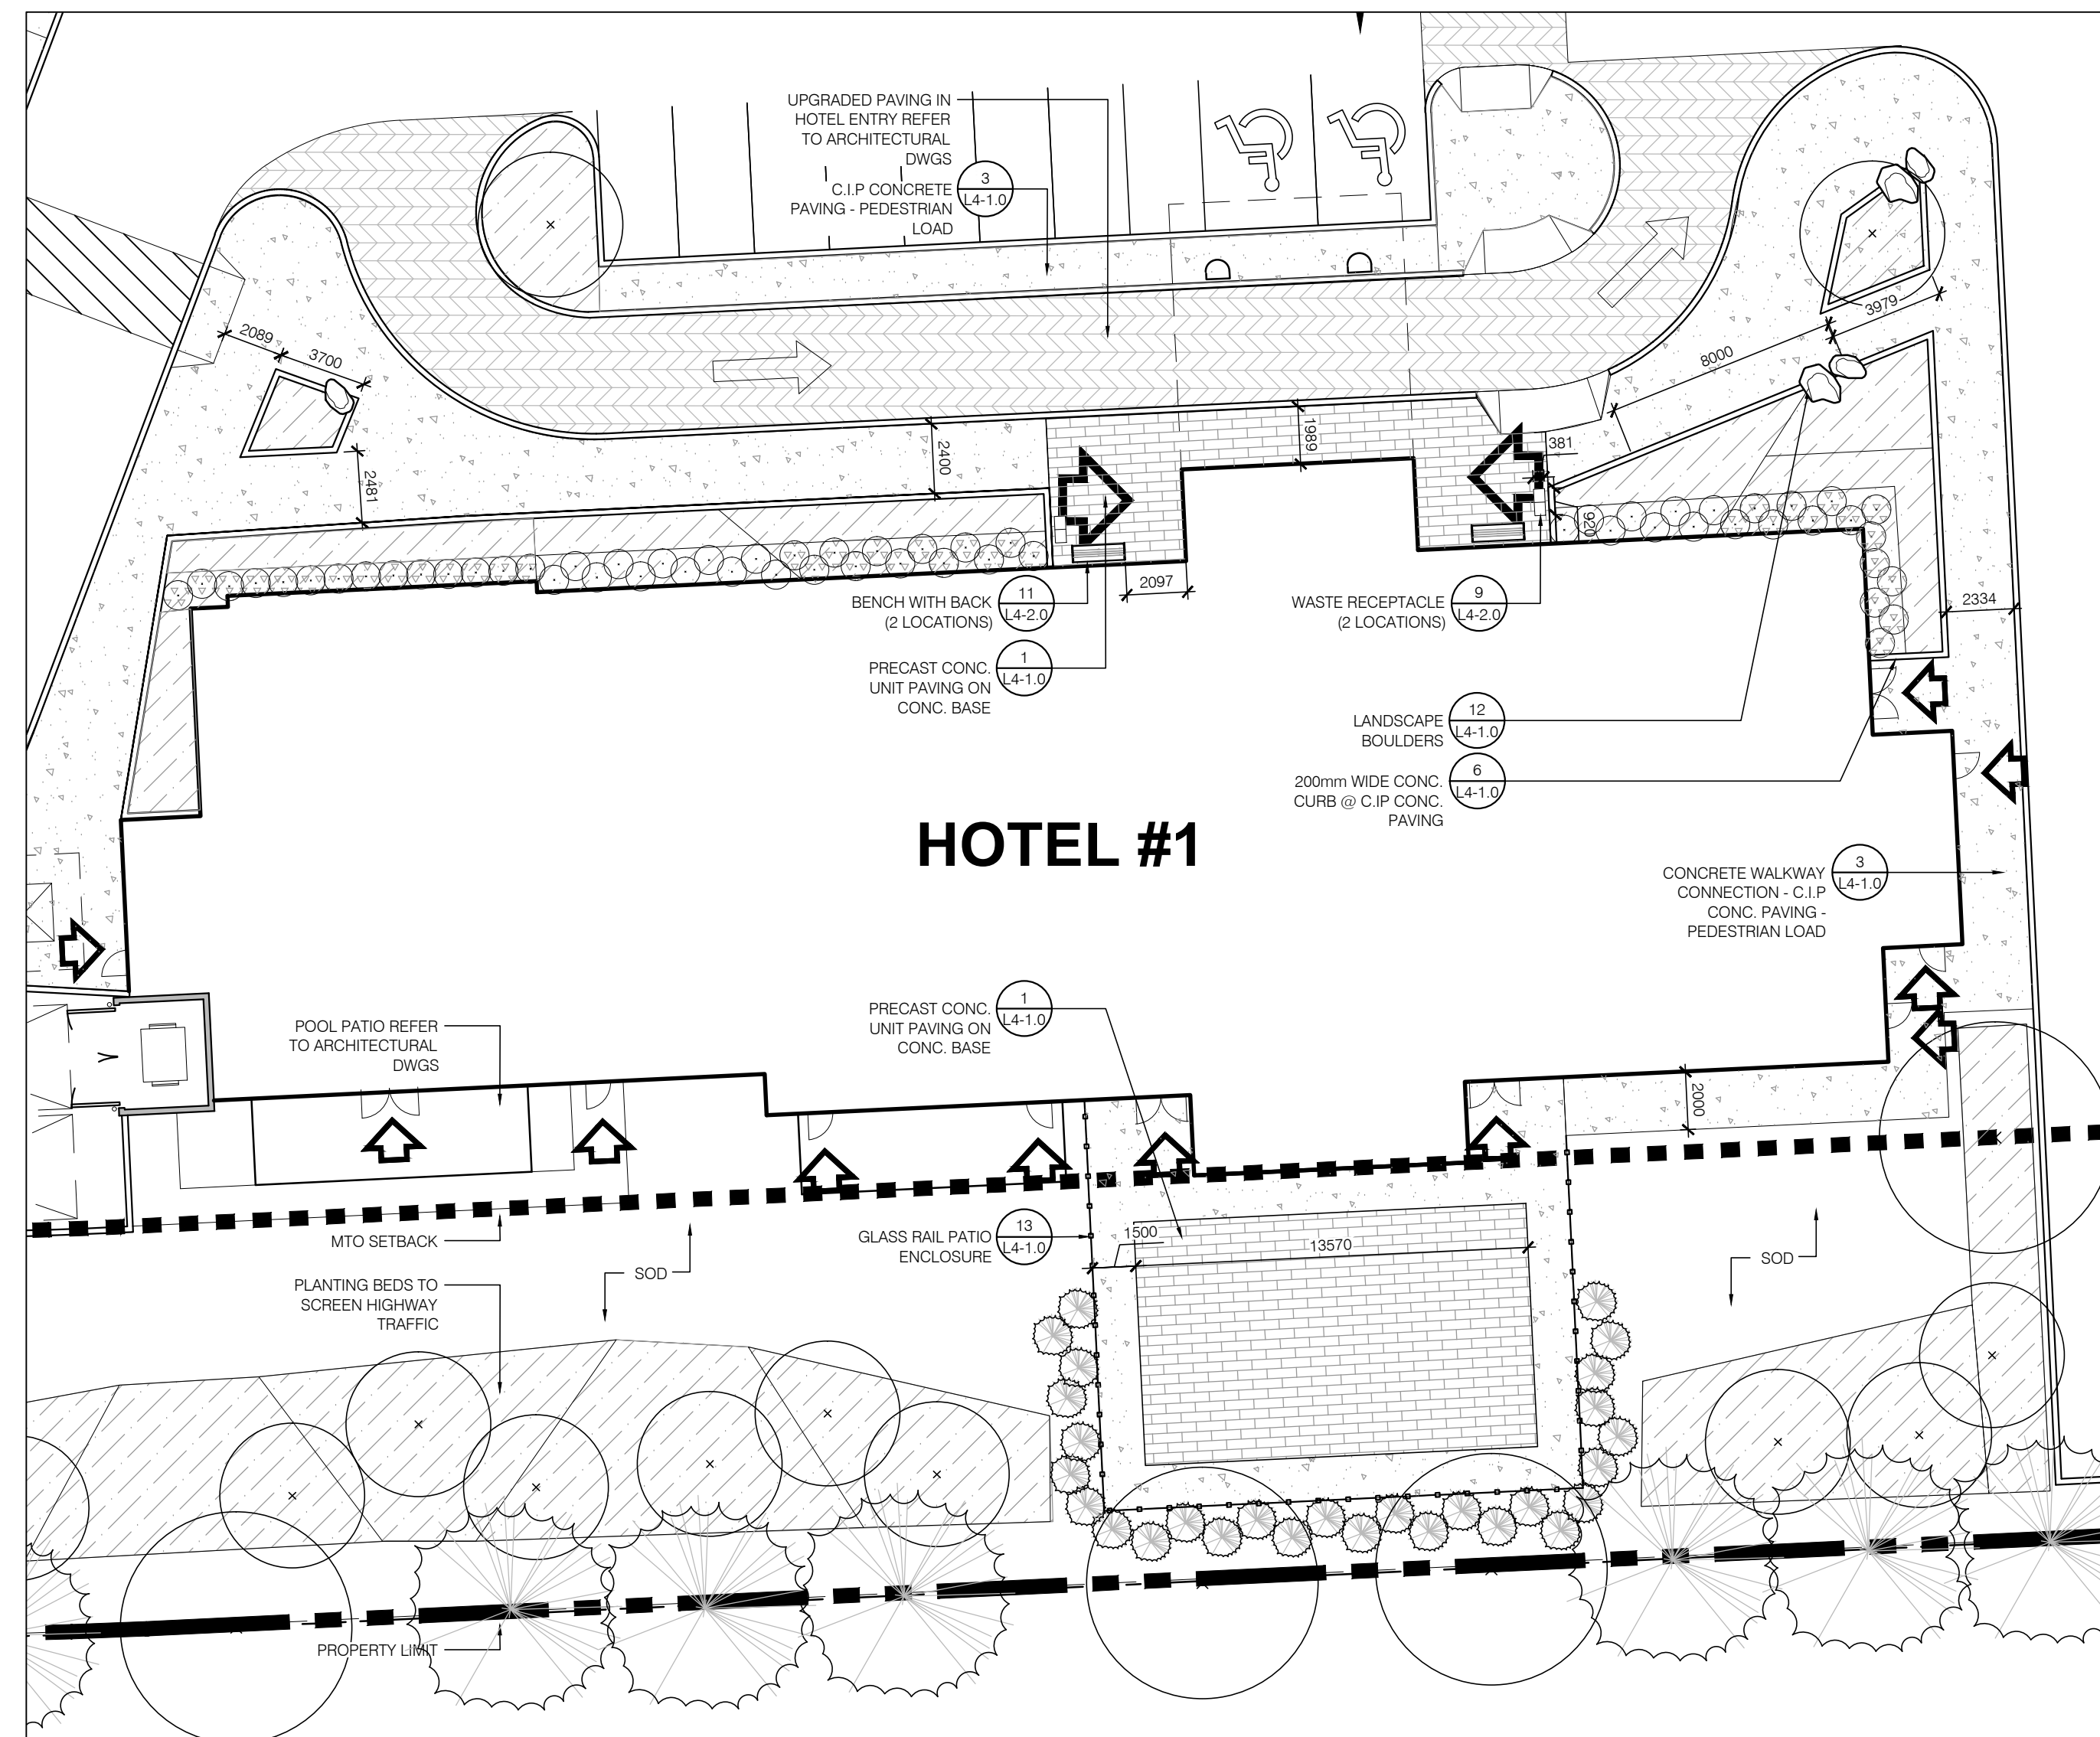 UPGRADED PAVING IN
HOTEL ENTRY REFER
TO ARCHITECTURAL
DWGS
3
L4-1.0
C.I.P CONCRETE
PAVING - PEDESTRIAN
LOAD
2089
3700
2481
2400
1989
381
920
8000
3979
2097
2334
BENCH WITH BACK
(2 LOCATIONS)
11
L4-2.0
WASTE RECEPTACLE
(2 LOCATIONS)
9
L4-2.0
PRECAST CONC.
UNIT PAVING ON
CONC. BASE
1
L4-1.0
LANDSCAPE
BOULDERS
12
L4-1.0
200mm WIDE CONC.
CURB @ C.IP CONC.
PAVING
6
L4-1.0
HOTEL #1
CONCRETE WALKWAY
CONNECTION - C.I.P
CONC. PAVING -
PEDESTRIAN LOAD
3
L4-1.0
PRECAST CONC.
UNIT PAVING ON
CONC. BASE
1
L4-1.0
POOL PATIO REFER
TO ARCHITECTURAL
DWGS
2000
MTO SETBACK
GLASS RAIL PATIO
ENCLOSURE
13
L4-1.0
1500
13570
SOD
SOD
PLANTING BEDS TO
SCREEN HIGHWAY
TRAFFIC
PROPERTY LIMIT